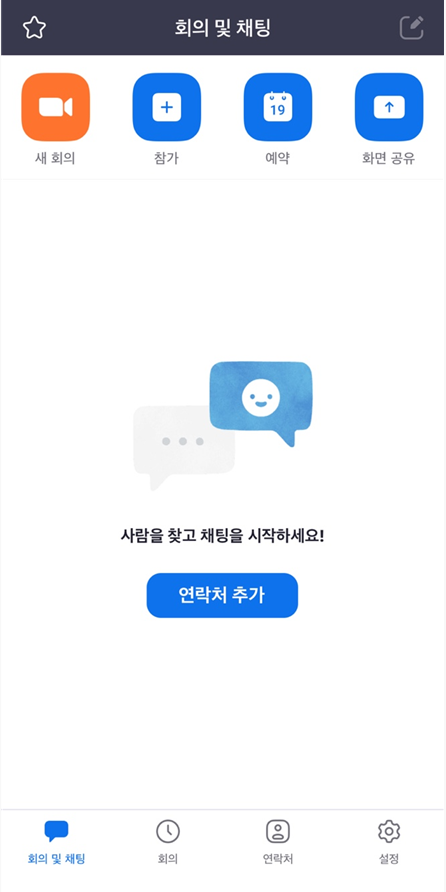 회의 및 채팅
새 회의
참가
19
예약
화면 공유
사람을 찾고 채팅을 시작하세요!
연락처 추가
회의 및 채팅
회의
연락처
설정